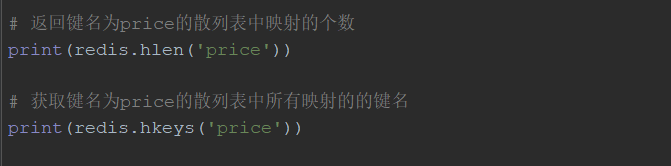 # 返回键名为price的散列表中映射的个数
print(redis.hlen('price'))
# 获取键名为price的散列表中所有映射的的键名
print(redis.hkeys('price'))